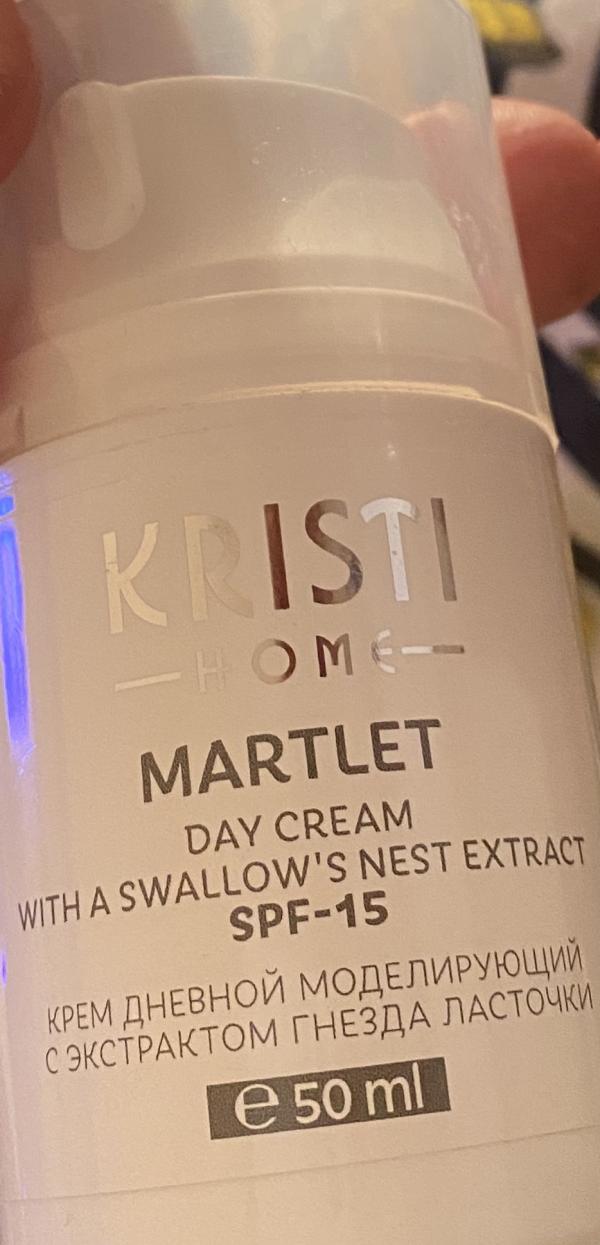 KRISTI
HOME
MARTLET
DAY CREAM
WITH A SWALLOW'S NEST EXTRACT
SPF-15
КРЕМ ДНЕВНОЙ МОДЕЛИРУЮЩИЙ
С ЭКСТРАКТОМ ГНЕЗДА ЛАСТОЧКИ
℮ 50 ml